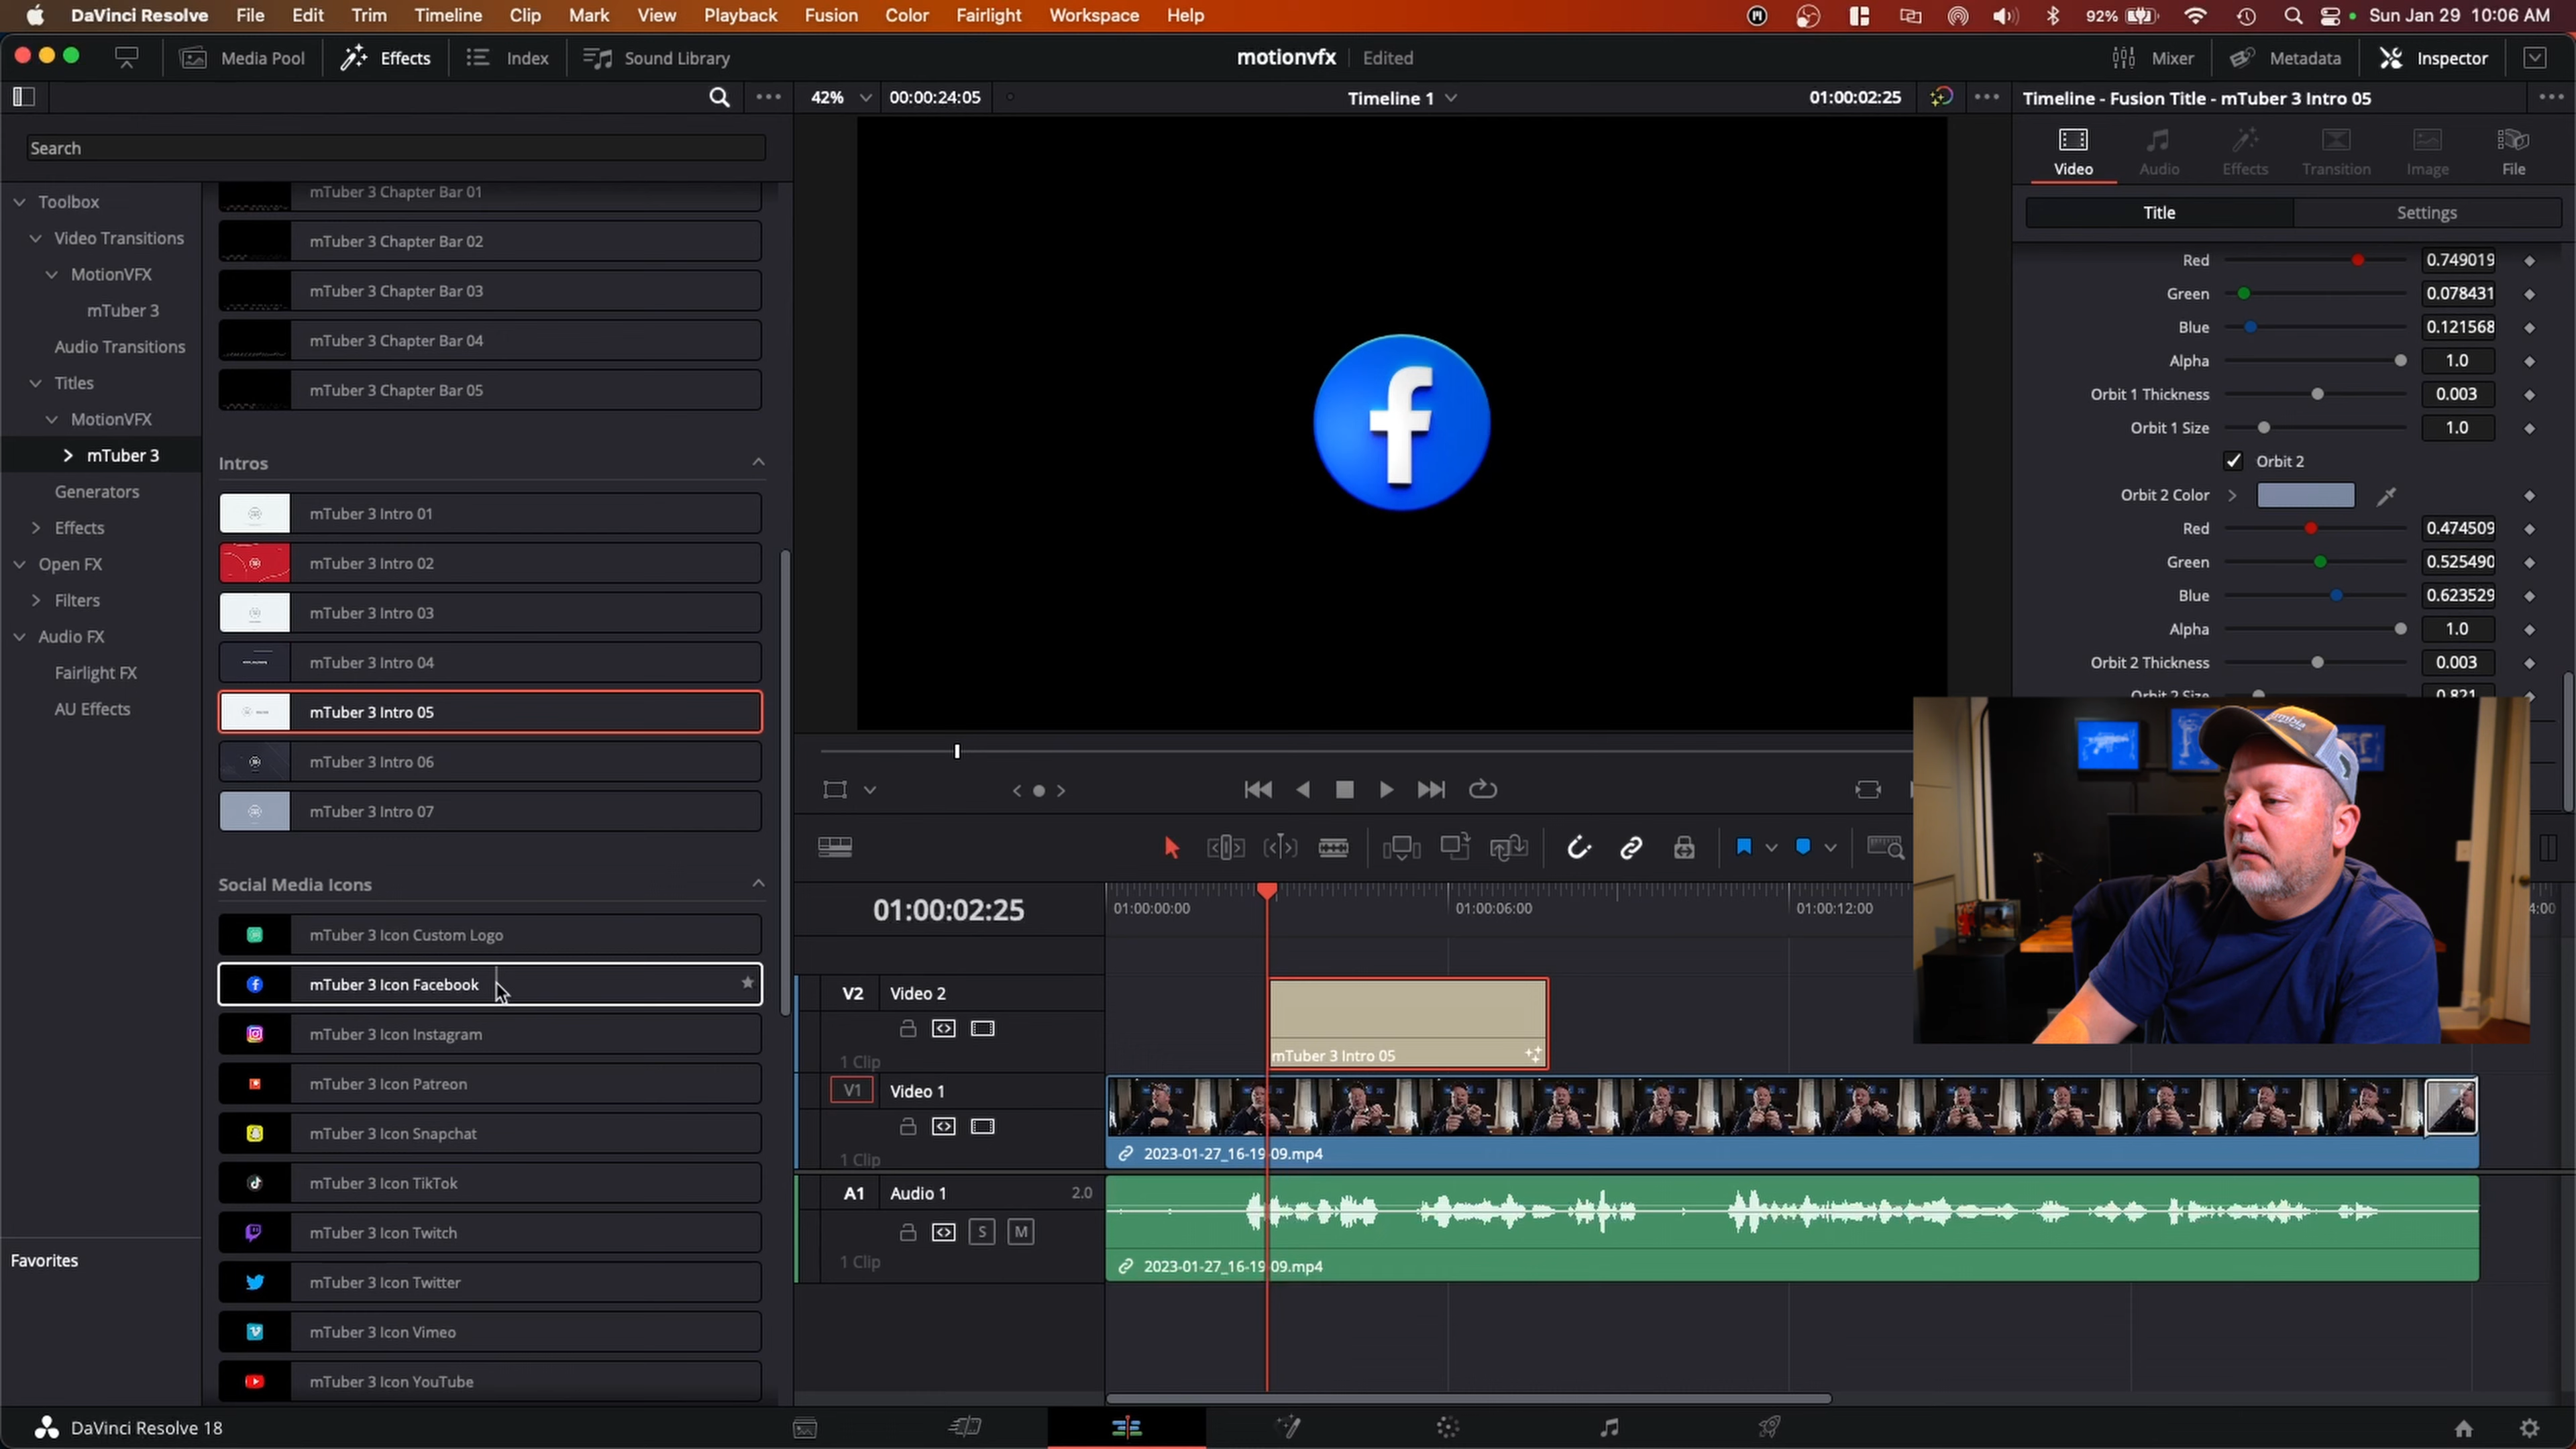 DaVinci Resolve File Edit Trim Timeline Clip Mark View Playback Fusion Color Fairlight Workspace Help 92% Sun Jan 29 10:06 AM
Media Pool Effects Index Sound Library motionvfx Edited Mixer Metadata Inspector
42% 00:00:24:05 Timeline 1 01:00:02:25 Timeline - Fusion Title - mTuber 3 Intro 05
Search
Video Audio Effects Transition Image File
Title Settings
Toolbox
Video Transitions
MotionVFX
mTuber 3
Audio Transitions
Titles
MotionVFX
mTuber 3
Generators
Effects
Open FX
Filters
Audio FX
Fairlight FX
AU Effects
Favorites
mTuber 3 Chapter Bar 01
mTuber 3 Chapter Bar 02
mTuber 3 Chapter Bar 03
mTuber 3 Chapter Bar 04
mTuber 3 Chapter Bar 05
Intros
mTuber 3 Intro 01
mTuber 3 Intro 02
mTuber 3 Intro 03
mTuber 3 Intro 04
mTuber 3 Intro 05
mTuber 3 Intro 06
mTuber 3 Intro 07
Social Media Icons
mTuber 3 Icon Custom Logo
mTuber 3 Icon Facebook
mTuber 3 Icon Instagram
mTuber 3 Icon Patreon
mTuber 3 Icon Snapchat
mTuber 3 Icon TikTok
mTuber 3 Icon Twitch
mTuber 3 Icon Twitter
mTuber 3 Icon Vimeo
mTuber 3 Icon YouTube
f
Red 0.749019
Green 0.078431
Blue 0.121568
Alpha 1.0
Orbit 1 Thickness 0.003
Orbit 1 Size 1.0
Orbit 2
Orbit 2 Color
Red 0.474509
Green 0.525490
Blue 0.623529
Alpha 1.0
Orbit 2 Thickness 0.003
Orbit 2 Size 0.821
01:00:02:25 01:00:00:00 01:00:06:00 01:00:12:00 4:00
V2 Video 2
1 Clip
mTuber 3 Intro 05
V1 Video 1
1 Clip
2023-01-27_16-19-09.mp4
A1 Audio 1 2.0
S M
1 Clip
2023-01-27_16-19-09.mp4
DaVinci Resolve 18